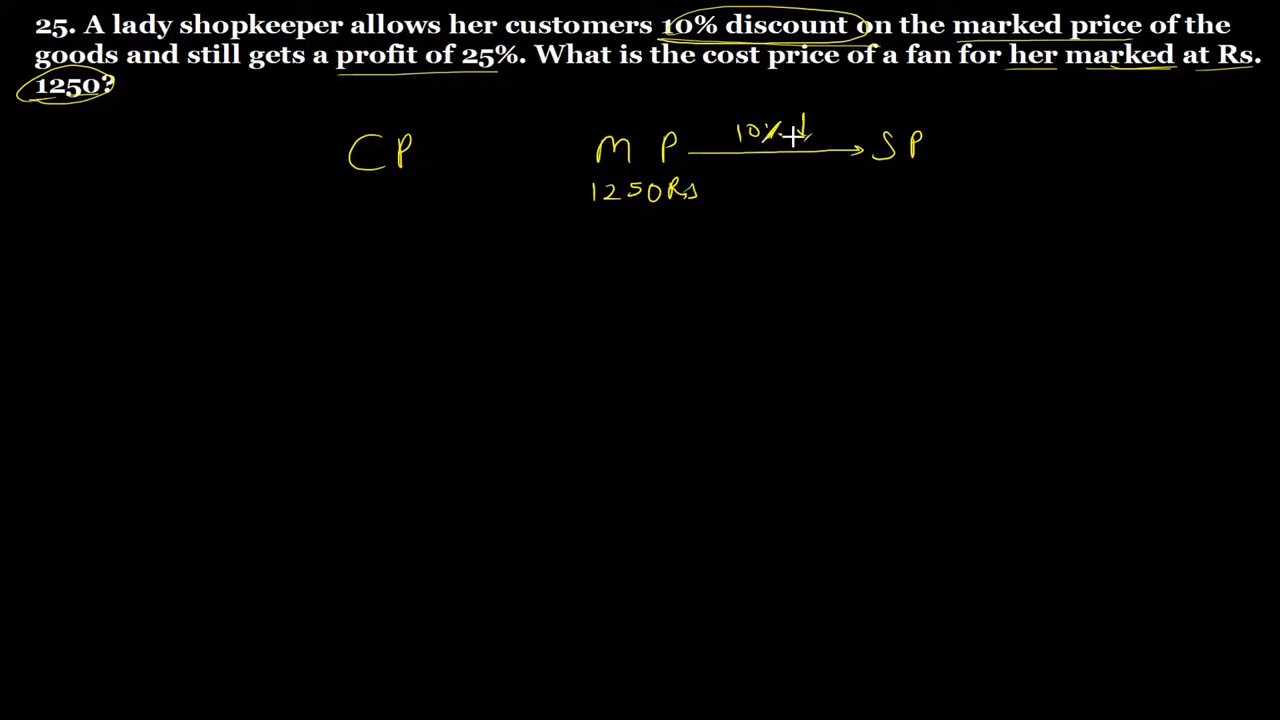 25. A lady shopkeeper allows her customers 10% discount on the marked price of the
goods and still gets a profit of 25%. What is the cost price of a fan for her marked at Rs.
1250?
CP MP 10%↓ SP
1250Rs